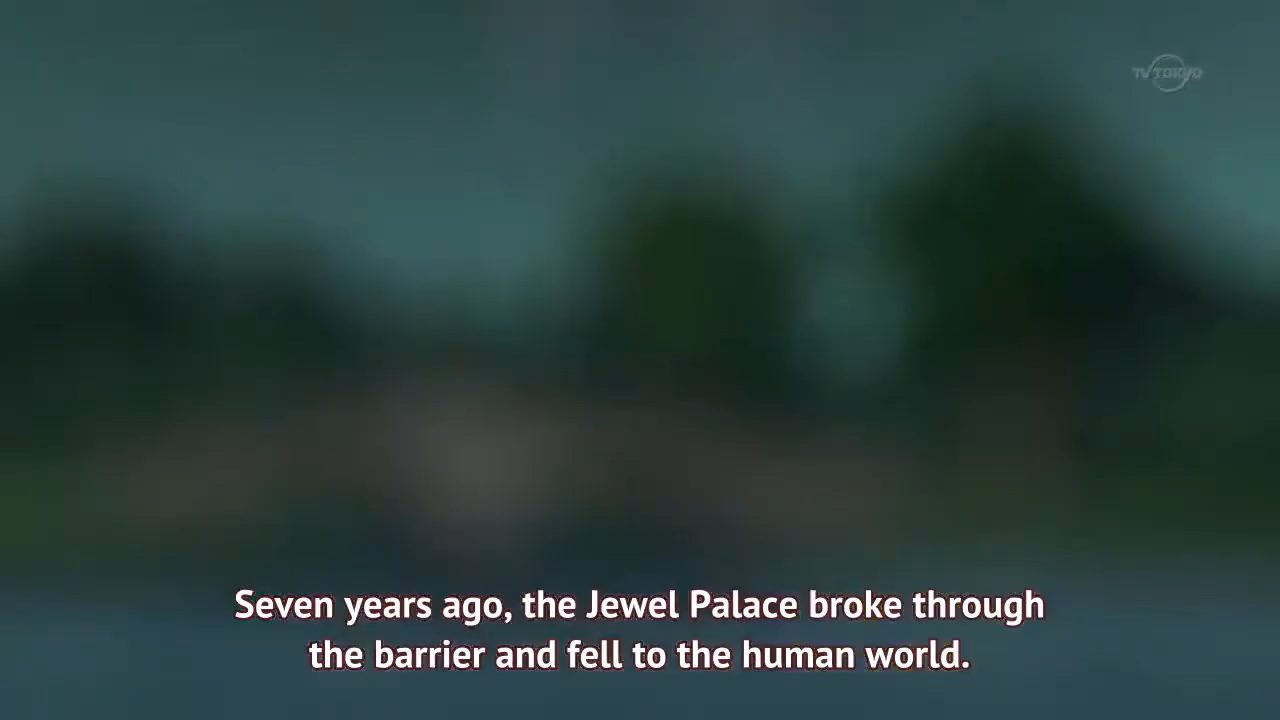 TV TOKYO
Seven years ago, the Jewel Palace broke through
the barrier and fell to the human world.